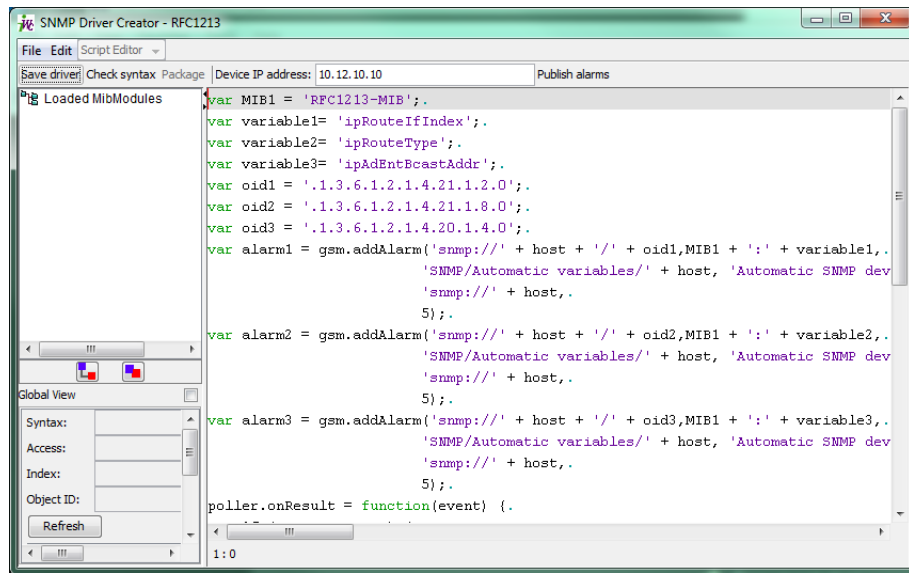 SNMP Driver Creator - RFC1213
File Edit Script Editor
Save driver Check syntax Package Device IP address: 10.12.10.10 Publish alarms
Loaded MibModules
var MIB1 = 'RFC1213-MIB';.
var variable1= 'ipRouteIfIndex';.
var variable2= 'ipRouteType';.
var variable3= 'ipAdEntBcastAddr';.
var oid1 = '.1.3.6.1.2.1.4.21.1.2.0';.
var oid2 = '.1.3.6.1.2.1.4.21.1.8.0';.
var oid3 = '.1.3.6.1.2.1.4.20.1.4.0';.
var alarm1 = gsm.addAlarm('snmp://' + host + '/' + oid1,MIB1 + ':' + variable1,.
'SNMP/Automatic variables/' + host, 'Automatic SNMP dev
'snmp://' + host,.
5);.
var alarm2 = gsm.addAlarm('snmp://' + host + '/' + oid2,MIB1 + ':' + variable2,.
'SNMP/Automatic variables/' + host, 'Automatic SNMP dev
'snmp://' + host,.
5);.
var alarm3 = gsm.addAlarm('snmp://' + host + '/' + oid3,MIB1 + ':' + variable3,.
'SNMP/Automatic variables/' + host, 'Automatic SNMP dev
'snmp://' + host,.
5);.
poller.onResult = function(event) {.
Global View
Syntax:
Access:
Index:
Object ID:
Refresh
1:0